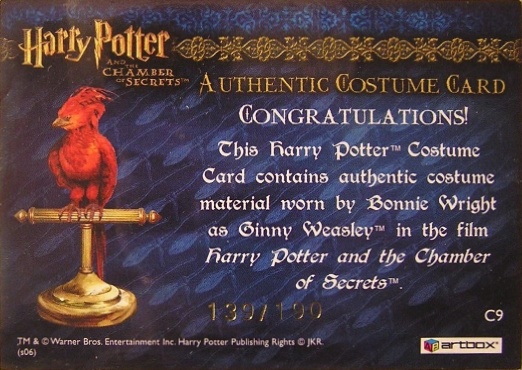 Harry Potter
AND THE
CHAMBER
OF SECRETS™
AUTHENTIC COSTUME CARD
CONGRATULATIONS!
This Harry Potter™ Costume
Card contains authentic costume
material worn by Bonnie Wright
as Ginny Weasley™ in the film
Harry Potter and the Chamber
of Secrets™.
139/190
C9
TM & © Warner Bros. Entertainment Inc. Harry Potter Publishing Rights © JKR.
(s06)
artbox